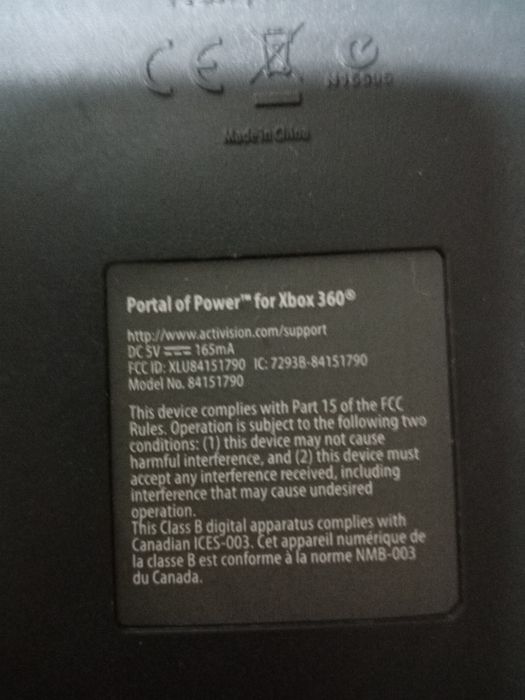 CE
N15086
Made in China
Portal of Power™ for Xbox 360®
http://www.activision.com/support
DC 5V ⎓ 165mA
FCC ID: XLU84151790 IC: 7293B-84151790
Model No. 84151790
This device complies with Part 15 of the FCC
Rules. Operation is subject to the following two
conditions: (1) this device may not cause
harmful interference, and (2) this device must
accept any interference received, including
interference that may cause undesired
operation.
This Class B digital apparatus complies with
Canadian ICES-003. Cet appareil numérique de
la classe B est conforme à la norme NMB-003
du Canada.